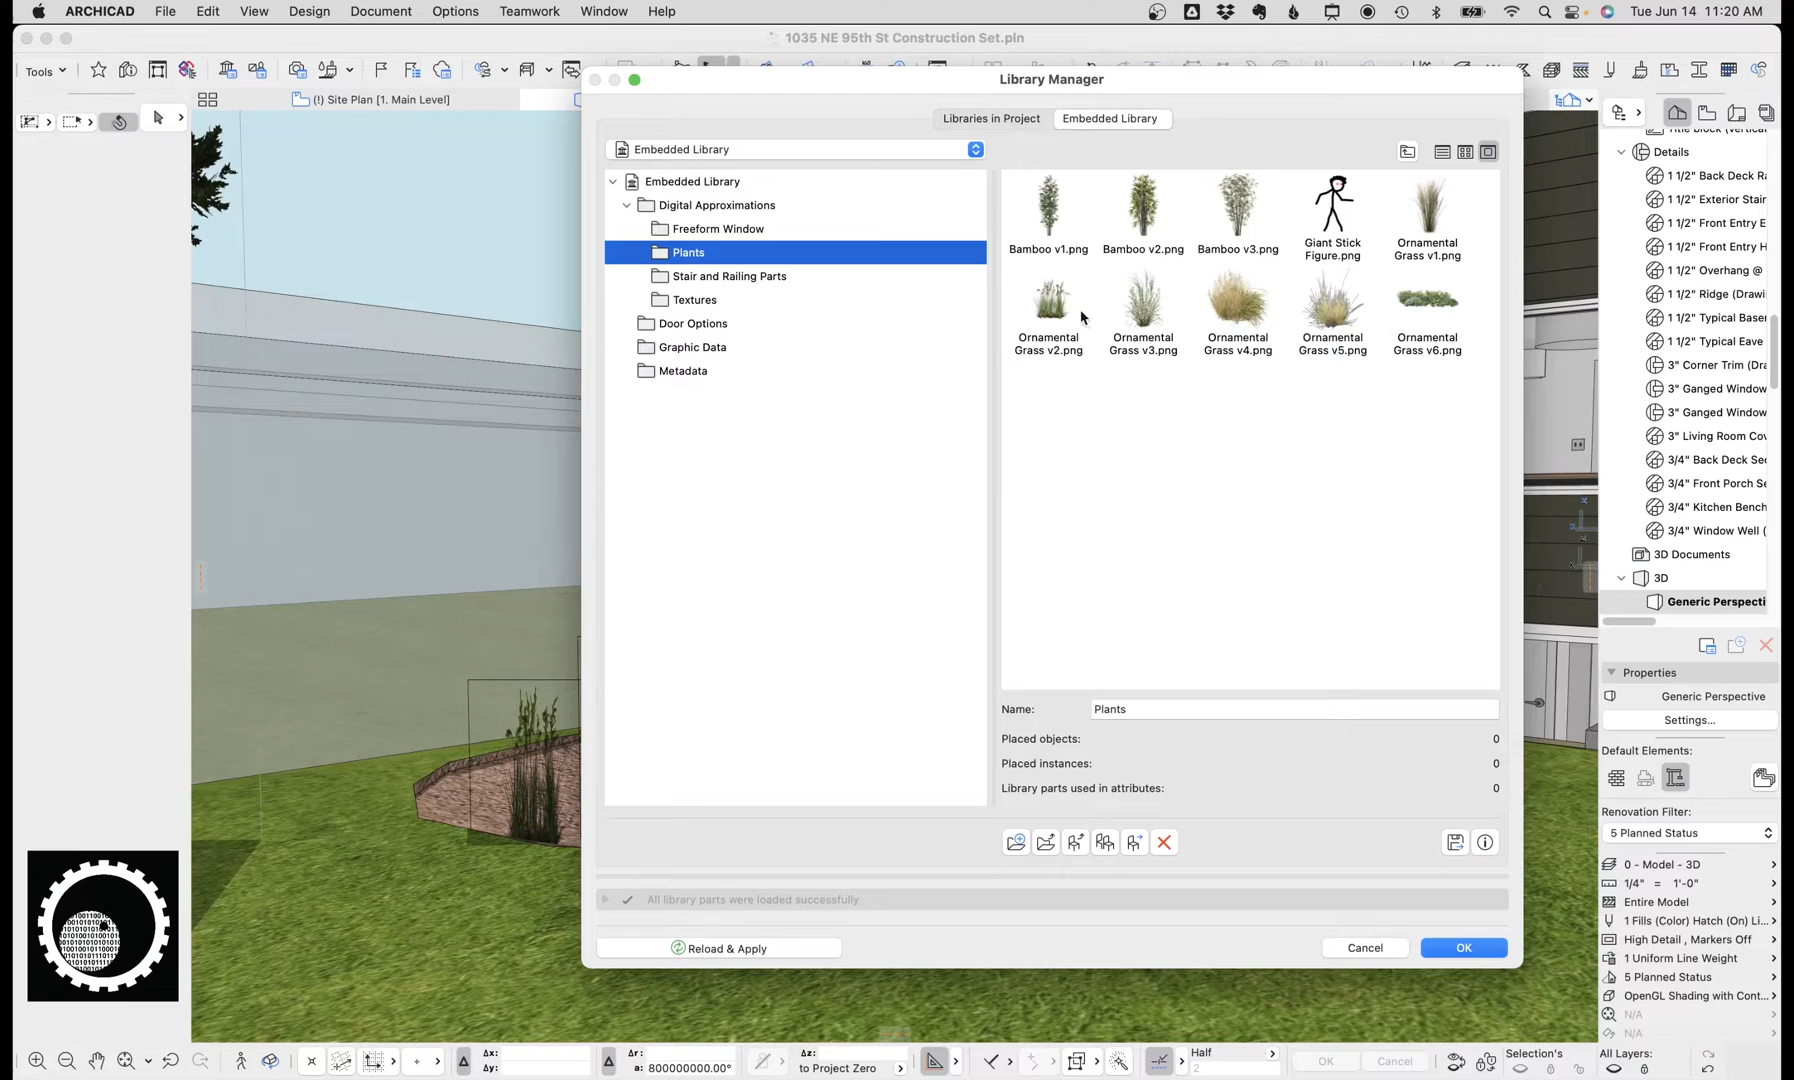 ARCHICAD File Edit View Design Document Options Teamwork Window Help
Tue Jun 14 11:20 AM
1035 NE 95th St Construction Set.pln
Tools
Library Manager
(!) Site Plan [1. Main Level]
Libraries in Project
Embedded Library
Embedded Library
Embedded Library
Digital Approximations
Freeform Window
Plants
Stair and Railing Parts
Textures
Door Options
Graphic Data
Metadata
Bamboo v1.png
Bamboo v2.png
Bamboo v3.png
Giant Stick
Figure.png
Ornamental
Grass v1.png
Ornamental
Grass v2.png
Ornamental
Grass v3.png
Ornamental
Grass v4.png
Ornamental
Grass v5.png
Ornamental
Grass v6.png
Name: Plants
Placed objects: 0
Placed instances: 0
Library parts used in attributes: 0
All library parts were loaded successfully
Reload & Apply
Cancel
OK
Details
1 1/2" Back Deck Ra
1 1/2" Exterior Stair
1 1/2" Front Entry E
1 1/2" Front Entry H
1 1/2" Overhang @
1 1/2" Ridge (Drawi
1 1/2" Typical Base
1 1/2" Typical Eave
3" Corner Trim (Dra
3" Ganged Window
3" Ganged Window
3" Living Room Cov
3/4" Back Deck Sec
3/4" Front Porch Se
3/4" Kitchen Bench
3/4" Window Well (
3D Documents
3D
Generic Perspecti
Properties
Generic Perspective
Settings...
Default Elements:
Renovation Filter:
5 Planned Status
0 - Model - 3D
1/4" = 1'-0"
Entire Model
1 Fills (Color) Hatch (On) Li...
High Detail , Markers Off
1 Uniform Line Weight
5 Planned Status
OpenGL Shading with Cont...
N/A
N/A
Δx:
Δy:
Δr:
a: 800000000.00°
Δz:
to Project Zero
Half
2
OK
Cancel
Selection's
All Layers: